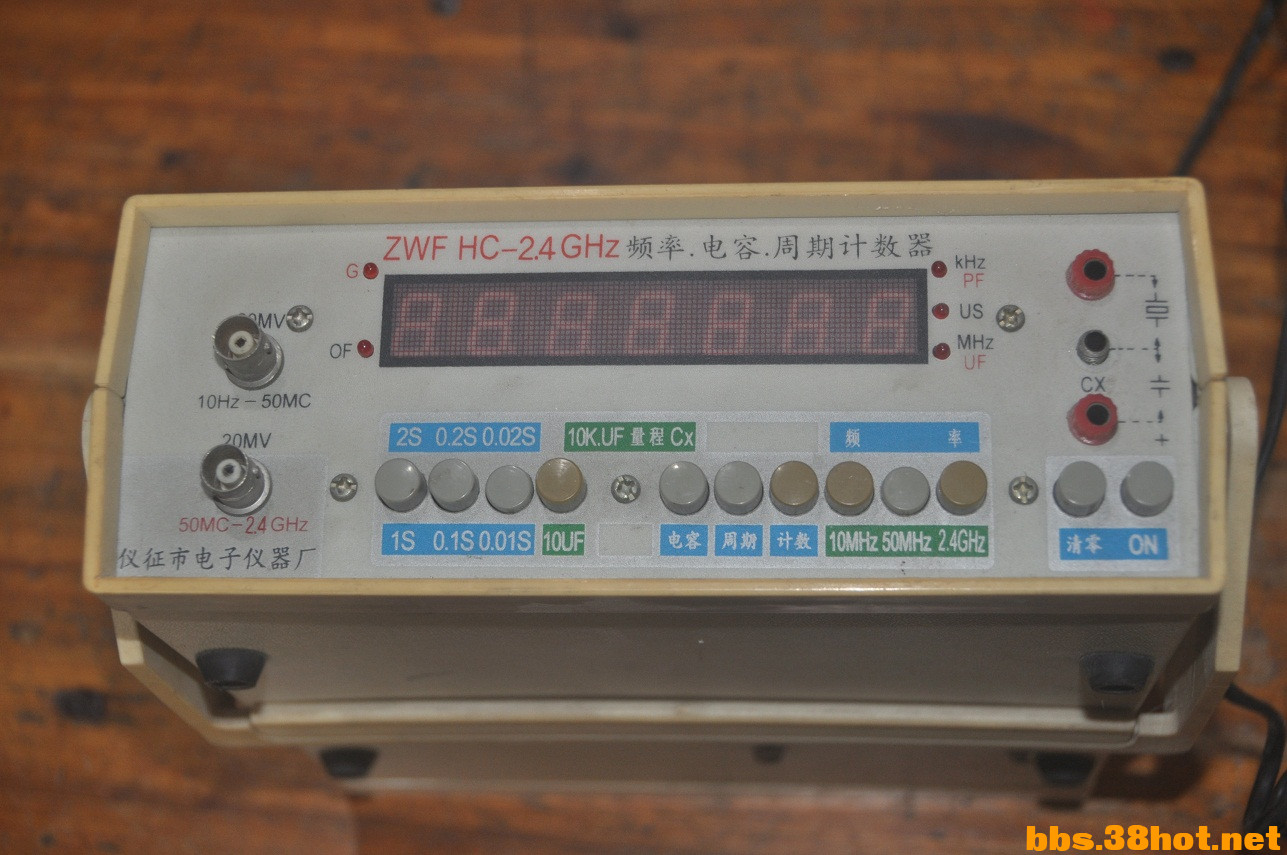 ZWF HC-2.4GHz 频率.电容.周期计数器
G
OF
kHz
PF
US
MHz
UF
10Hz-50MC
20MV
50MC-2.4GHz
仪征市电子仪器厂
CX
+
2S 0.2S 0.02S
10K.UF 量程 Cx
频 率
1S 0.1S 0.01S
10UF
电容
周期
计数
10MHz 50MHz 2.4GHz
清零
ON
bbs.38hot.net